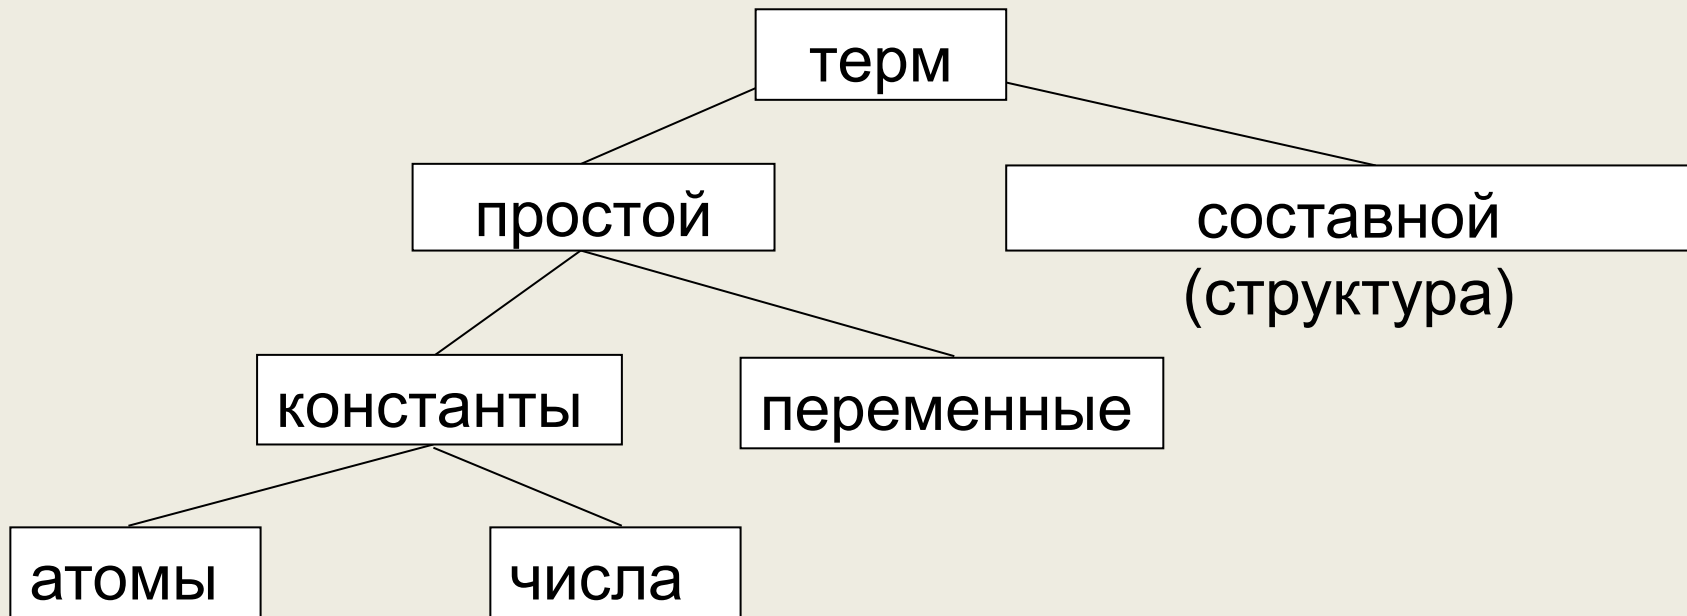 терм
простой
составной
(структура)
константы
переменные
атомы
числа